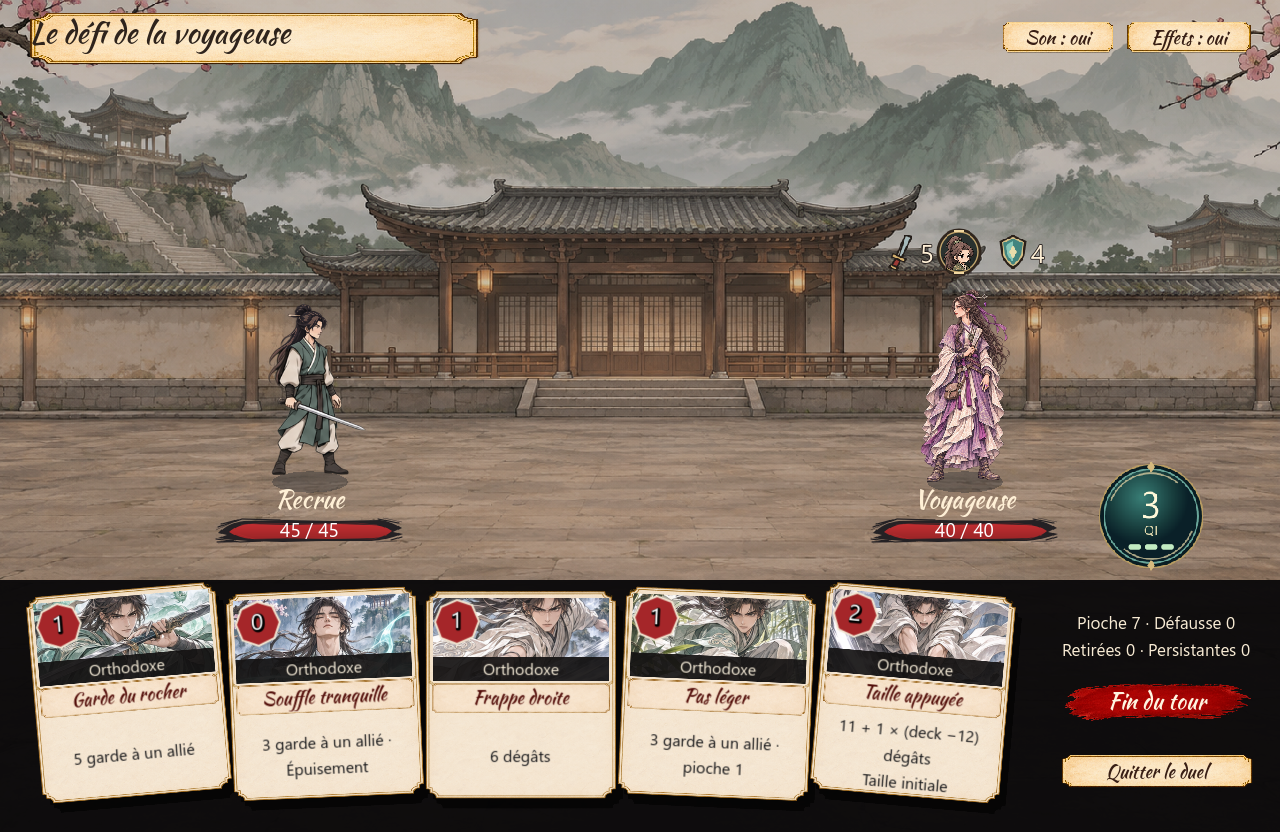 Le défi de la voyageuse
Son : oui
Effets : oui
5
4
Recrue
45 / 45
Voyageuse
40 / 40
3
QI
1
Orthodoxe
Garde du rocher
5 garde à un allié
0
Orthodoxe
Souffle tranquille
3 garde à un allié ·
Épuisement
1
Orthodoxe
Frappe droite
6 dégâts
1
Orthodoxe
Pas léger
3 garde à un allié ·
pioche 1
2
Orthodoxe
Taille appuyée
11 + 1 × (deck −12)
dégâts
Taille initiale
Pioche 7 · Défausse 0
Retirées 0 · Persistantes 0
Fin du tour
Quitter le duel